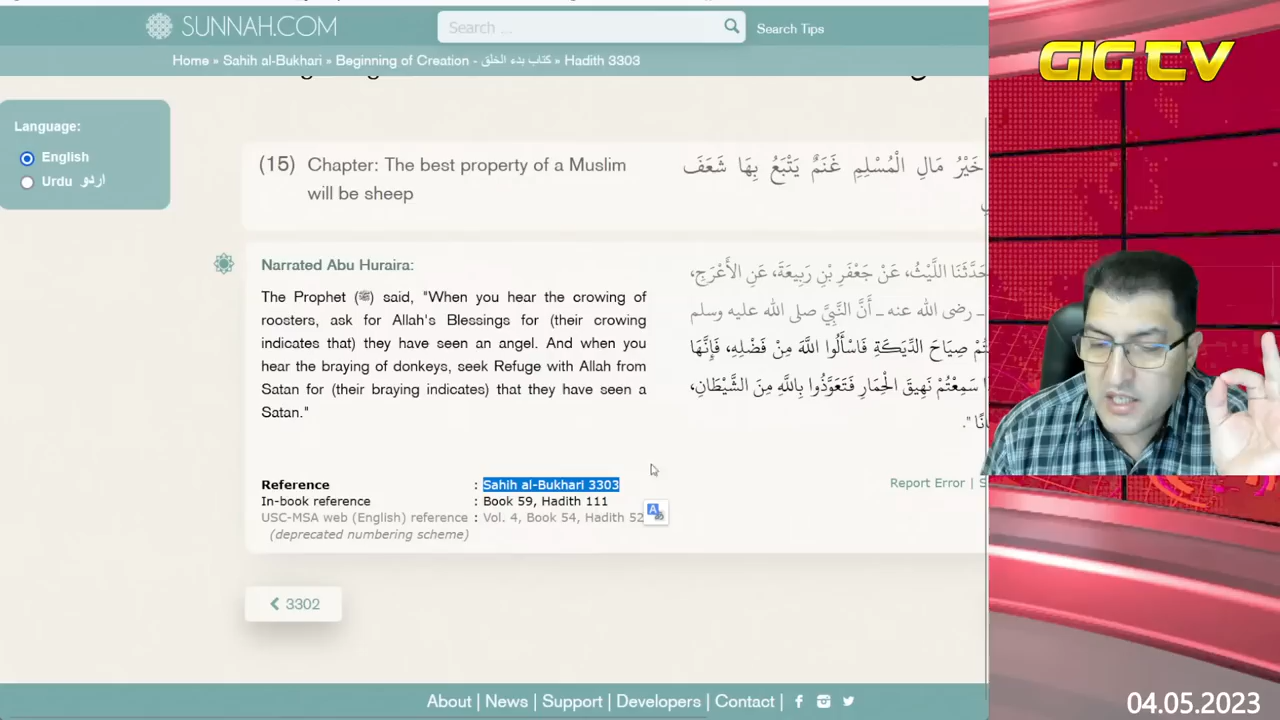 SUNNAH.COM
Search ...
Search Tips
GIG TV
Home » Sahih al-Bukhari » Beginning of Creation - كتاب بدء الخلق » Hadith 3303
Language:
English
Urdu اردو
(15) Chapter: The best property of a Muslim
will be sheep
خَيْرُ مَالِ الْمُسْلِمِ غَنَمٌ يَتْبَعُ بِهَا شَعَفَ
Narrated Abu Huraira:
The Prophet (ﷺ) said, "When you hear the crowing of
roosters, ask for Allah's Blessings for (their crowing
indicates that) they have seen an angel. And when you
hear the braying of donkeys, seek Refuge with Allah from
Satan for (their braying indicates) that they have seen a
Satan."
حَدَّثَنَا اللَّيْثُ، عَنْ جَعْفَرِ بْنِ رَبِيعَةَ، عَنِ الأَعْرَجِ،
ـ رضى الله عنه ـ أَنَّ النَّبِيَّ صلى الله عليه وسلم
صِيَاحَ الدِّيَكَةِ فَاسْأَلُوا اللَّهَ مِنْ فَضْلِهِ، فَإِنَّهَا
سَمِعْتُمْ نَهِيقَ الْحِمَارِ فَتَعَوَّذُوا بِاللَّهِ مِنَ الشَّيْطَانِ،
Reference : Sahih al-Bukhari 3303
In-book reference : Book 59, Hadith 111
USC-MSA web (English) reference : Vol. 4, Book 54, Hadith 52
(deprecated numbering scheme)
Report Error | S
3302
About | News | Support | Developers | Contact |
04.05.2023